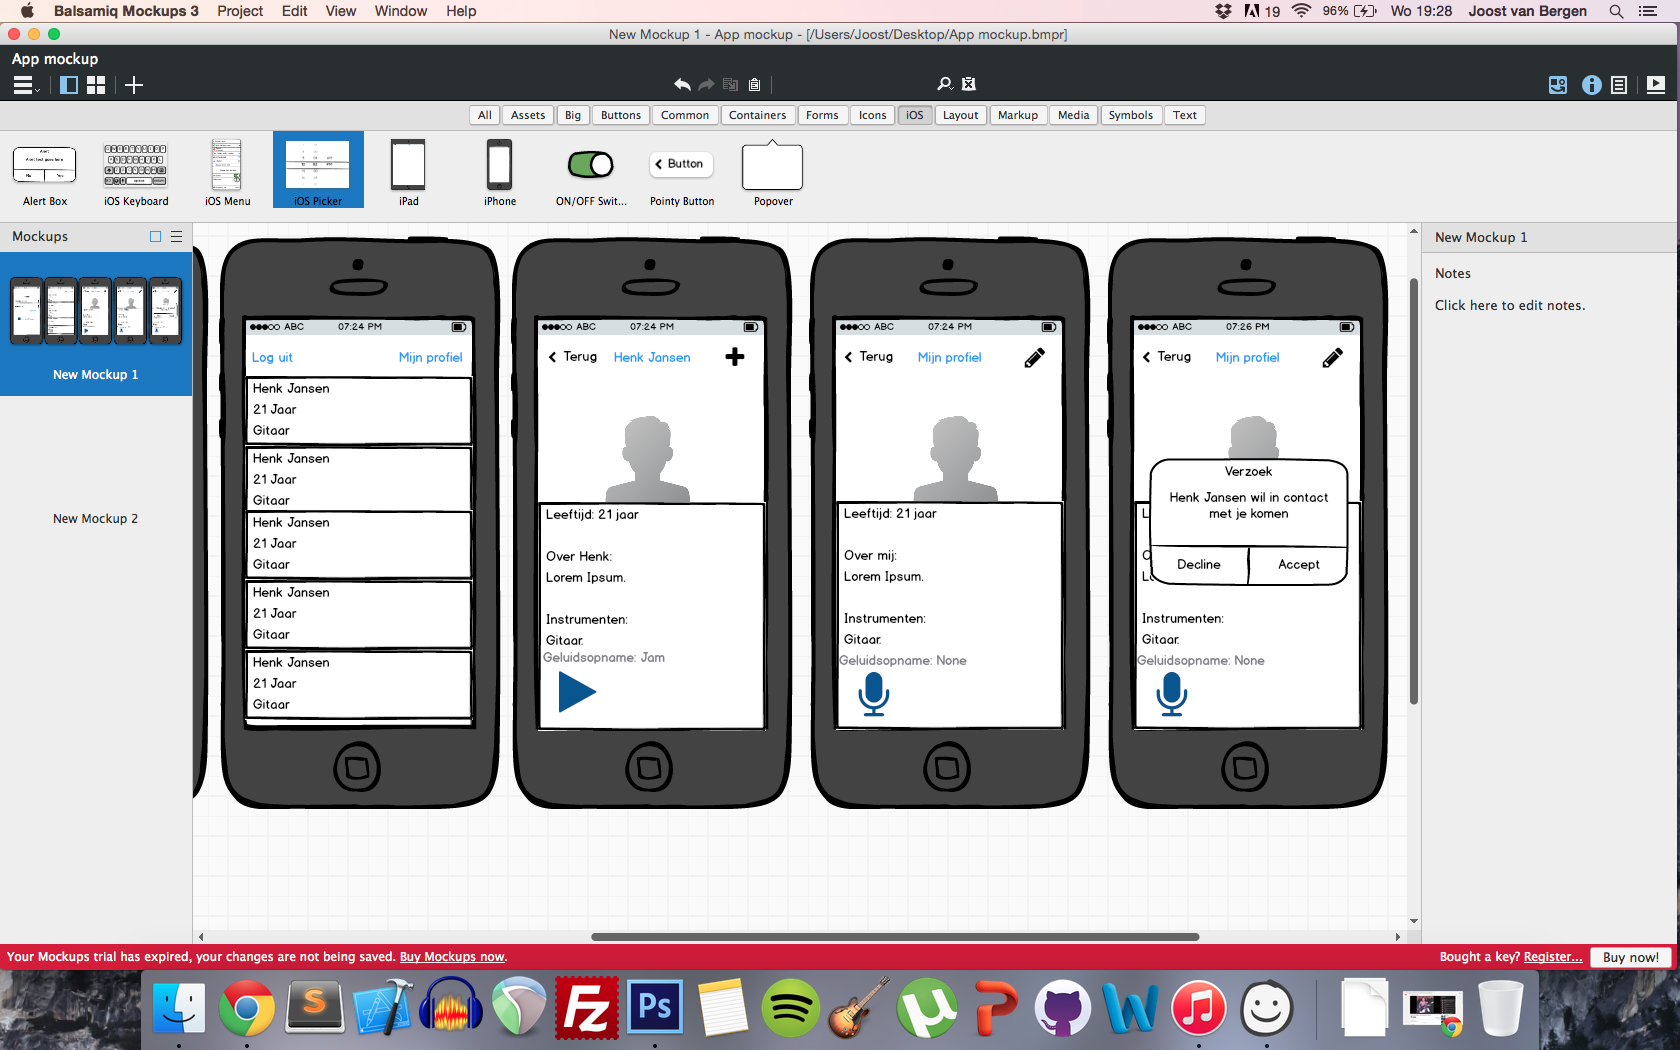 Balsamiq Mockups 3 Project Edit View Window Help
19 96% Wo 19:28 Joost van Bergen
New Mockup 1 - App mockup - [/Users/Joost/Desktop/App mockup.bmpr]
App mockup
All Assets Big Buttons Common Containers Forms Icons iOS Layout Markup Media Symbols Text
Alert
Alert text goes here
No Yes
Button
Alert Box iOS Keyboard iOS Menu iOS Picker iPad iPhone ON/OFF Swit... Pointy Button Popover
Mockups
New Mockup 1
New Mockup 2
ABC 07:24 PM
Log uit Mijn profiel
Henk Jansen
21 Jaar
Gitaar
Henk Jansen
21 Jaar
Gitaar
Henk Jansen
21 Jaar
Gitaar
Henk Jansen
21 Jaar
Gitaar
Henk Jansen
21 Jaar
Gitaar
ABC 07:24 PM
Terug Henk Jansen
Leeftijd: 21 jaar
Over Henk:
Lorem Ipsum.
Instrumenten:
Gitaar.
Geluidsopname: Jam
ABC 07:24 PM
Terug Mijn profiel
Leeftijd: 21 jaar
Over mij:
Lorem Ipsum.
Instrumenten:
Gitaar.
Geluidsopname: None
ABC 07:26 PM
Terug Mijn profiel
Verzoek
Henk Jansen wil in contact
met je komen
Decline Accept
Instrumenten:
Gitaar.
Geluidsopname: None
New Mockup 1
Notes
Click here to edit notes.
Your Mockups trial has expired, your changes are not being saved. Buy Mockups now.
Bought a key? Register... Buy now!
S Fz Ps µ P W